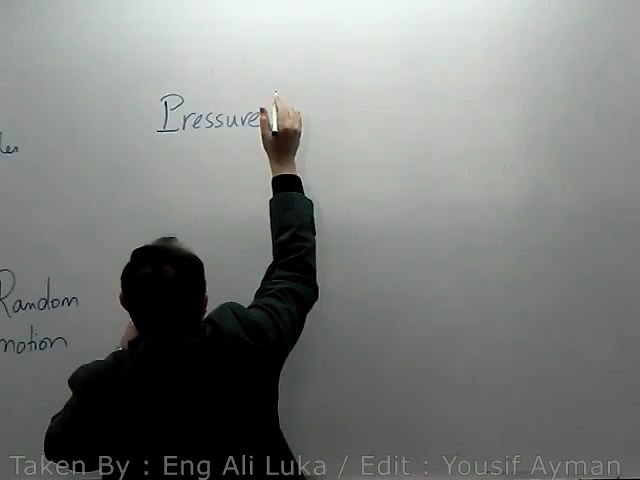 Pressure
Random
motion
Taken By : Eng Ali Luka / Edit : Yousif Ayman